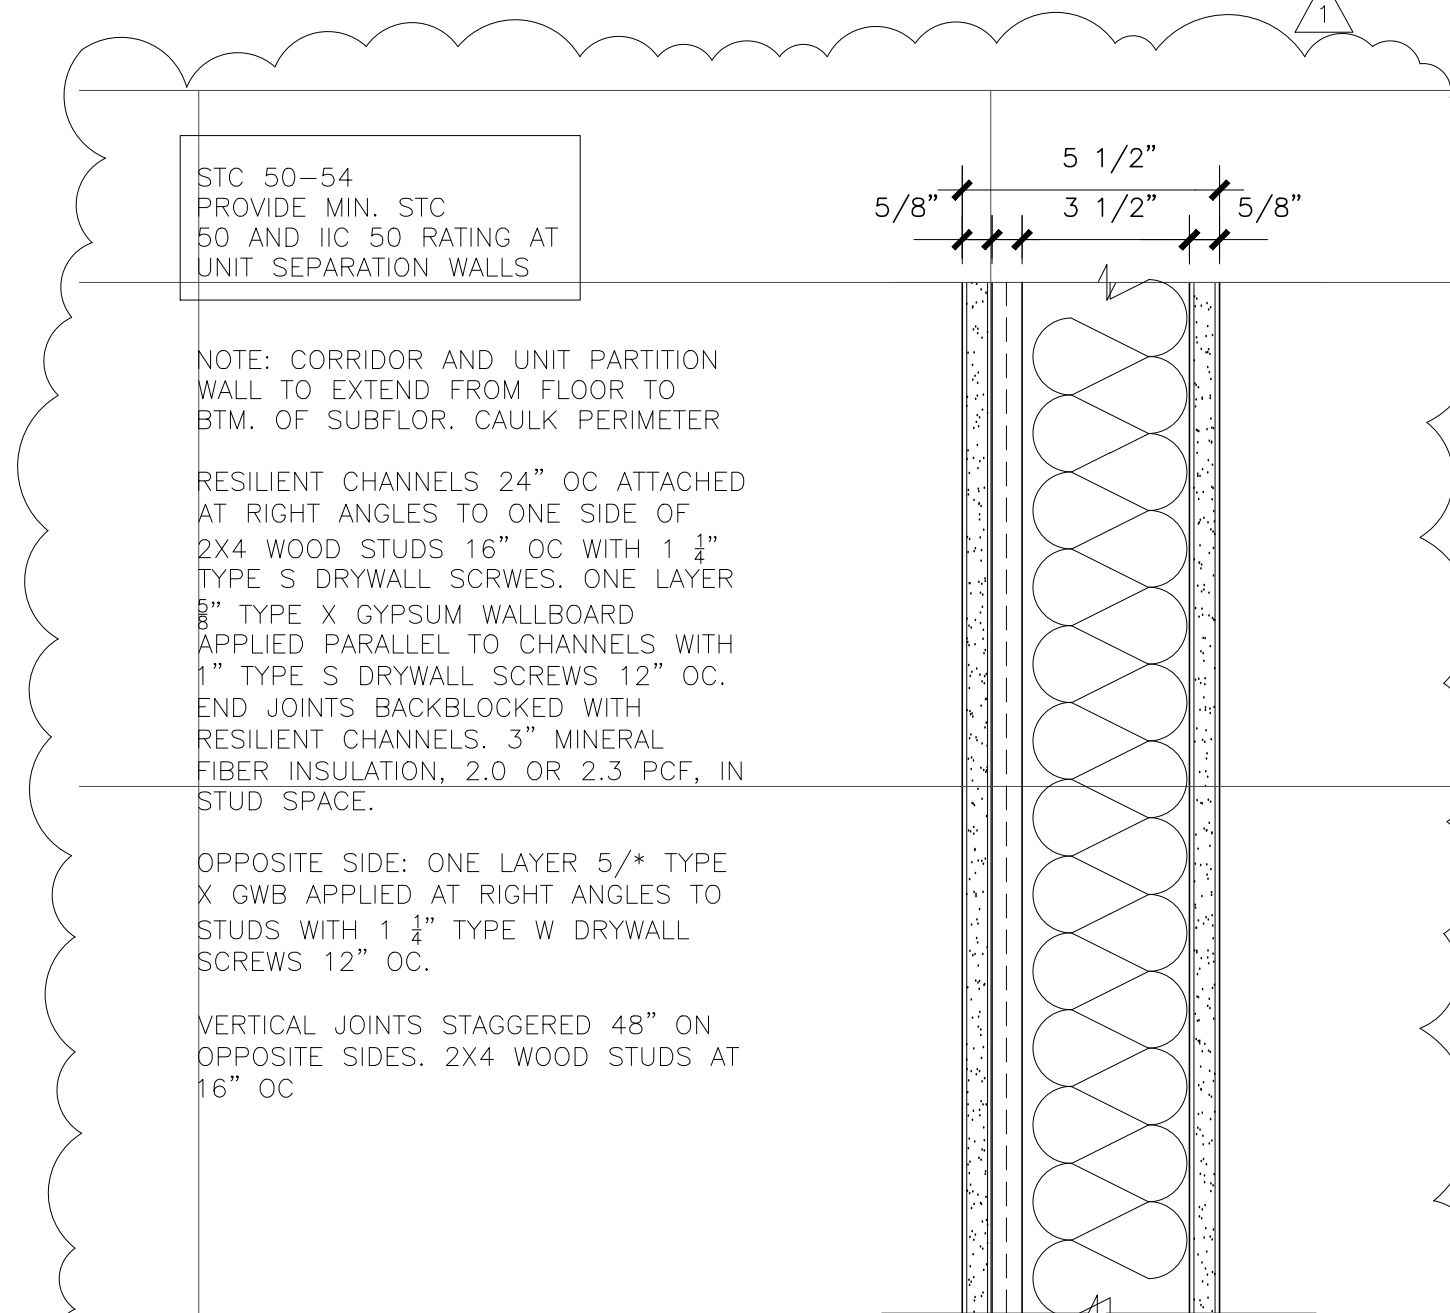 1
STC 50-54
PROVIDE MIN. STC
50 AND IIC 50 RATING AT
UNIT SEPARATION WALLS
NOTE: CORRIDOR AND UNIT PARTITION
WALL TO EXTEND FROM FLOOR TO
BTM. OF SUBFLOR. CAULK PERIMETER
RESILIENT CHANNELS 24” OC ATTACHED
AT RIGHT ANGLES TO ONE SIDE OF
2X4 WOOD STUDS 16” OC WITH 1 1/4”
TYPE S DRYWALL SCRWES. ONE LAYER
5/8” TYPE X GYPSUM WALLBOARD
APPLIED PARALLEL TO CHANNELS WITH
1” TYPE S DRYWALL SCREWS 12” OC.
END JOINTS BACKBLOCKED WITH
RESILIENT CHANNELS. 3” MINERAL
FIBER INSULATION, 2.0 OR 2.3 PCF, IN
STUD SPACE.
OPPOSITE SIDE: ONE LAYER 5/* TYPE
X GWB APPLIED AT RIGHT ANGLES TO
STUDS WITH 1 1/4” TYPE W DRYWALL
SCREWS 12” OC.
VERTICAL JOINTS STAGGERED 48” ON
OPPOSITE SIDES. 2X4 WOOD STUDS AT
16” OC
5 1/2”
5/8” 3 1/2” 5/8”